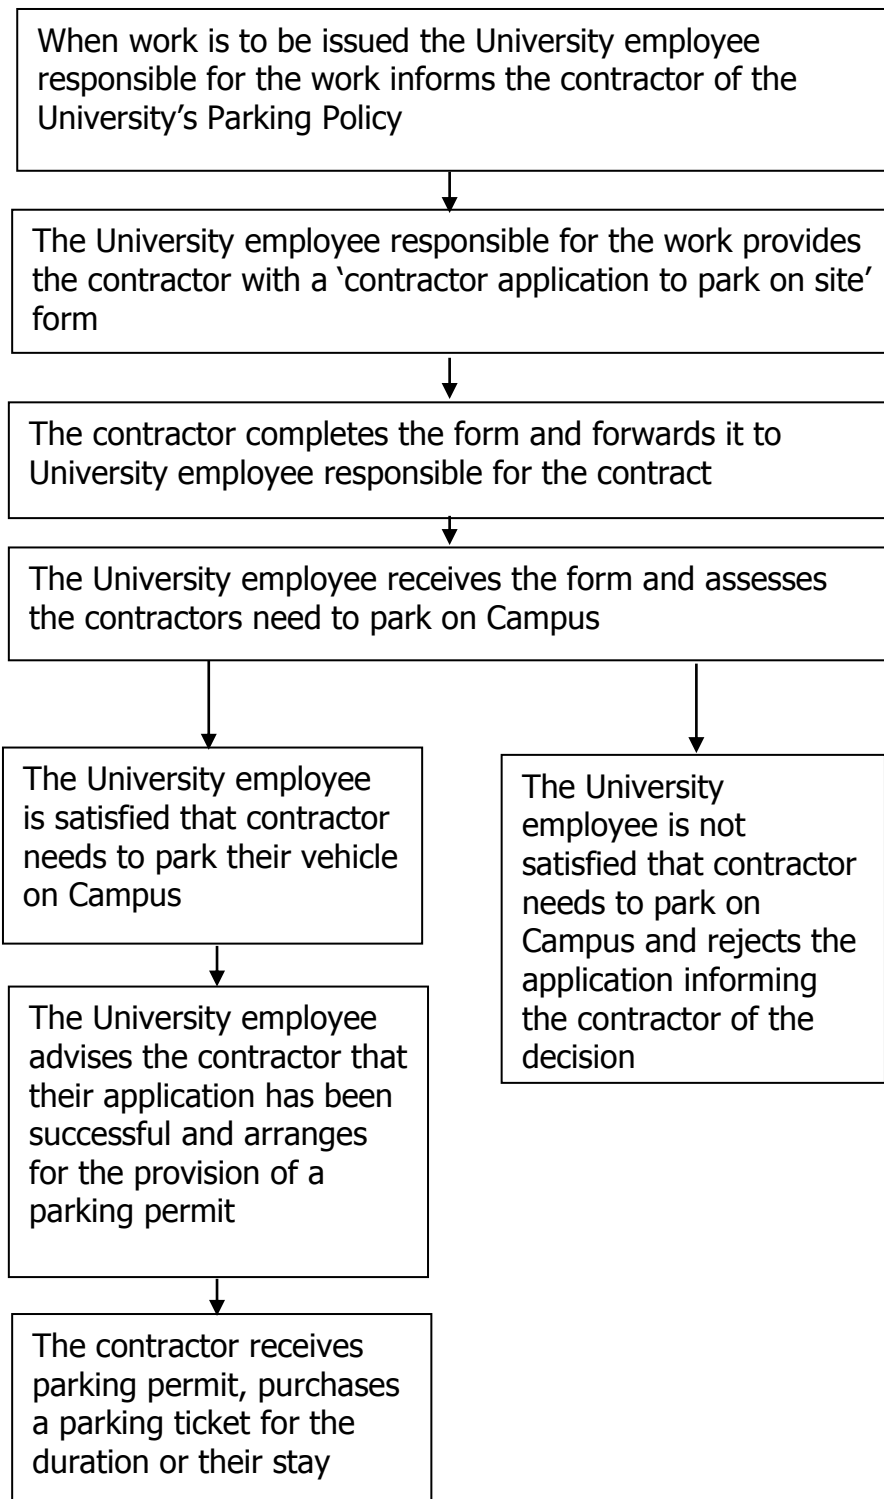 When work is to be issued the University employee
responsible for the work informs the contractor of the
University’s Parking Policy
The University employee responsible for the work provides
the contractor with a ‘contractor application to park on site’
form
The contractor completes the form and forwards it to
University employee responsible for the contract
The University employee receives the form and assesses
the contractors need to park on Campus
The University employee
is satisfied that contractor
needs to park their vehicle
on Campus
The University
employee is not
satisfied that contractor
needs to park on
Campus and rejects the
application informing
the contractor of the
decision
The University employee
advises the contractor that
their application has been
successful and arranges
for the provision of a
parking permit
The contractor receives
parking permit, purchases
a parking ticket for the
duration or their stay